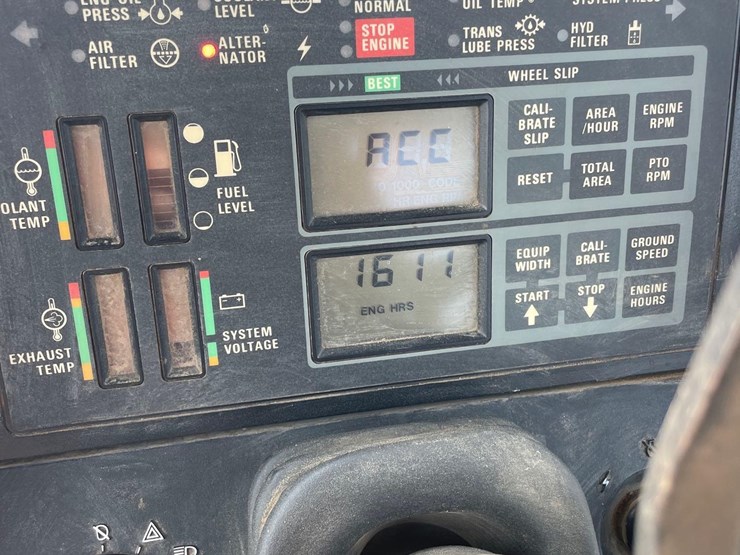 PRESS
LEVEL
NORMAL
OIL TEMP
AIR
FILTER
ALTER-
NATOR
STOP
ENGINE
TRANS
LUBE PRESS
HYD
FILTER
BEST
WHEEL SLIP
CALI-
BRATE
SLIP
AREA
/HOUR
ENGINE
RPM
ACC
RESET
TOTAL
AREA
PTO
RPM
OLANT
TEMP
FUEL
LEVEL
1611
ENG HRS
EQUIP
WIDTH
CALI-
BRATE
GROUND
SPEED
START
STOP
ENGINE
HOURS
EXHAUST
TEMP
SYSTEM
VOLTAGE